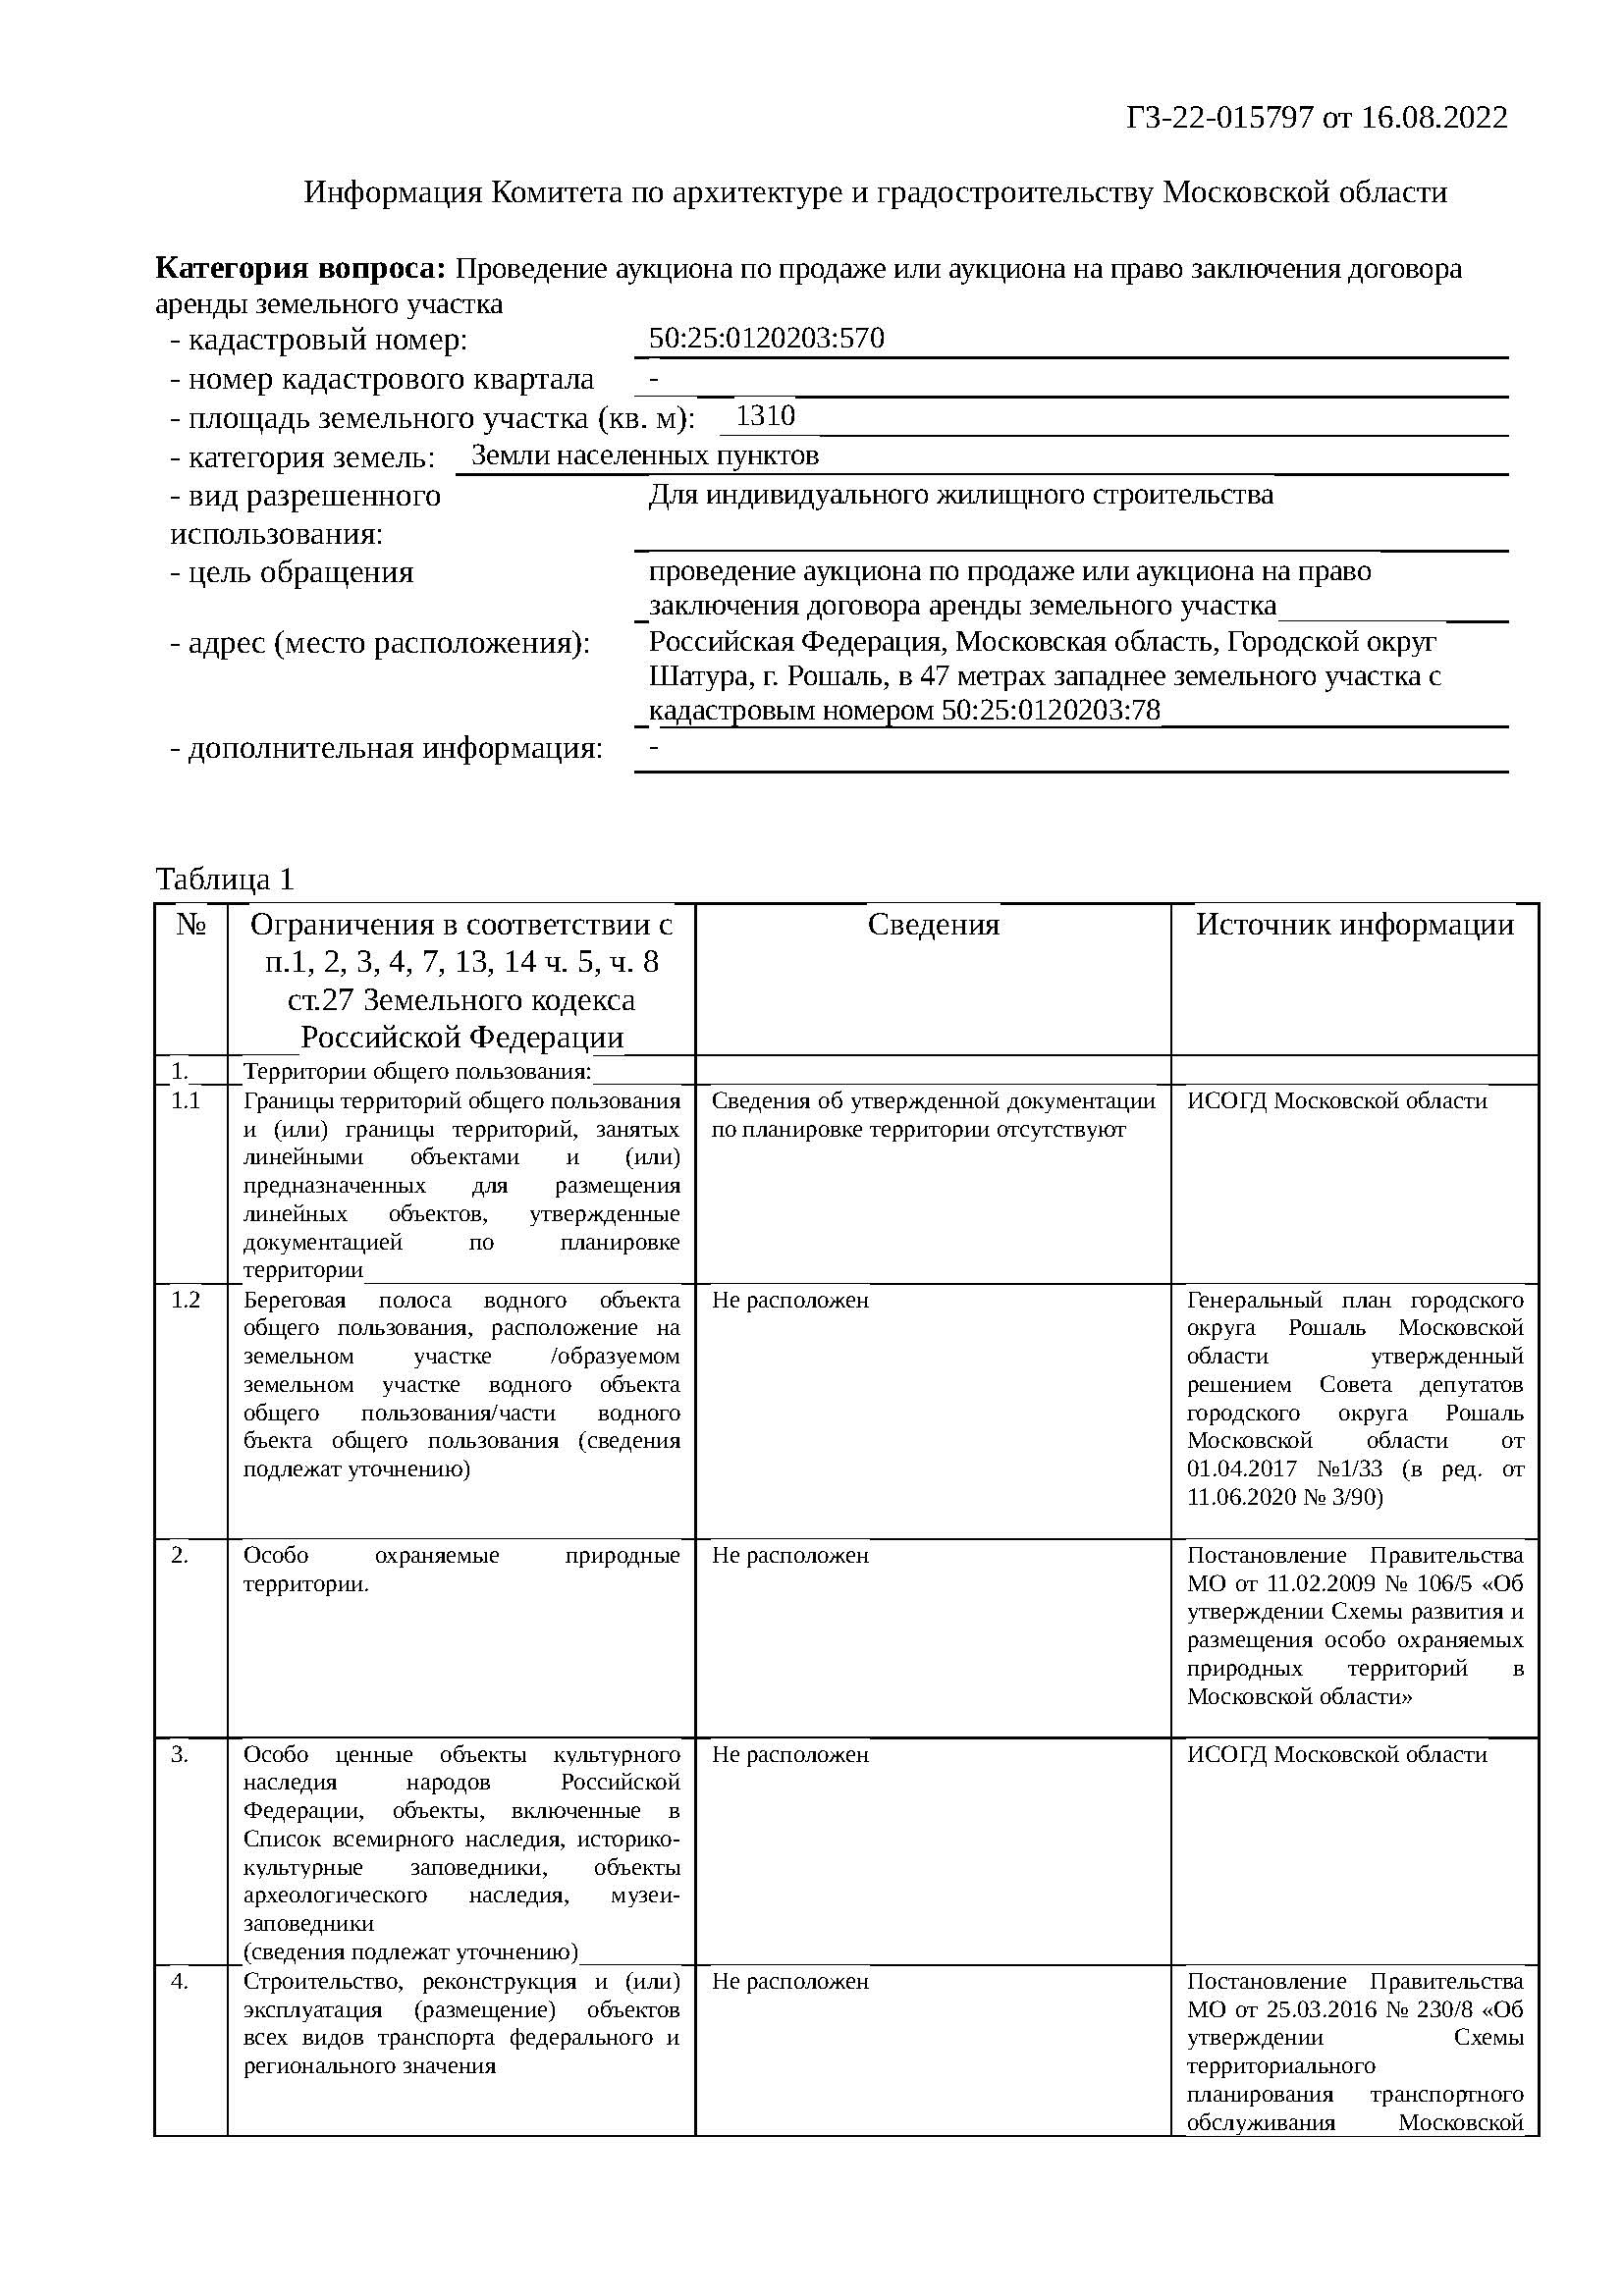 ГЗ-22-015797 от 16.08.2022
Информация Комитета по архитектуре и градостроительству Московской области
Категория вопроса: Проведение аукциона по продаже или аукциона на право заключения договора
аренды земельного участка
- кадастровый номер: 50:25:0120203:570
- номер кадастрового квартала -
- площадь земельного участка (кв. м): 1310
- категория земель: Земли населенных пунктов
- вид разрешенного
использования:
Для индивидуального жилищного строительства
- цель обращения
проведение аукциона по продаже или аукциона на право
заключения договора аренды земельного участка
- адрес (место расположения):
Российская Федерация, Московская область, Городской округ
Шатура, г. Рошаль, в 47 метрах западнее земельного участка с
кадастровым номером 50:25:0120203:78
- дополнительная информация: -
Таблица 1
№
Ограничения в соответствии с
п.1, 2, 3, 4, 7, 13, 14 ч. 5, ч. 8
ст.27 Земельного кодекса
Российской Федерации
Сведения
Источник информации
1.
Территории общего пользования:
1.1
Границы территорий общего пользования
и (или) границы территорий, занятых
линейными объектами и (или)
предназначенных для размещения
линейных объектов, утвержденные
документацией по планировке
территории
Сведения об утвержденной документации
по планировке территории отсутствуют
ИСОГД Московской области
1.2
Береговая полоса водного объекта
общего пользования, расположение на
земельном участке /образуемом
земельном участке водного объекта
общего пользования/части водного
бъекта общего пользования (сведения
подлежат уточнению)
Не расположен
Генеральный план городского
округа Рошаль Московской
области утвержденный
решением Совета депутатов
городского округа Рошаль
Московской области от
01.04.2017 №1/33 (в ред. от
11.06.2020 № 3/90)
2.
Особо охраняемые природные
территории.
Не расположен
Постановление Правительства
МО от 11.02.2009 № 106/5 «Об
утверждении Схемы развития и
размещения особо охраняемых
природных территорий в
Московской области»
3.
Особо ценные объекты культурного
наследия народов Российской
Федерации, объекты, включенные в
Список всемирного наследия, историко-
культурные заповедники, объекты
археологического наследия, музеи-
заповедники
(сведения подлежат уточнению)
Не расположен
ИСОГД Московской области
4.
Строительство, реконструкция и (или)
эксплуатация (размещение) объектов
всех видов транспорта федерального и
регионального значения
Не расположен
Постановление Правительства
МО от 25.03.2016 № 230/8 «Об
утверждении Схемы
территориального
планирования транспортного
обслуживания Московской